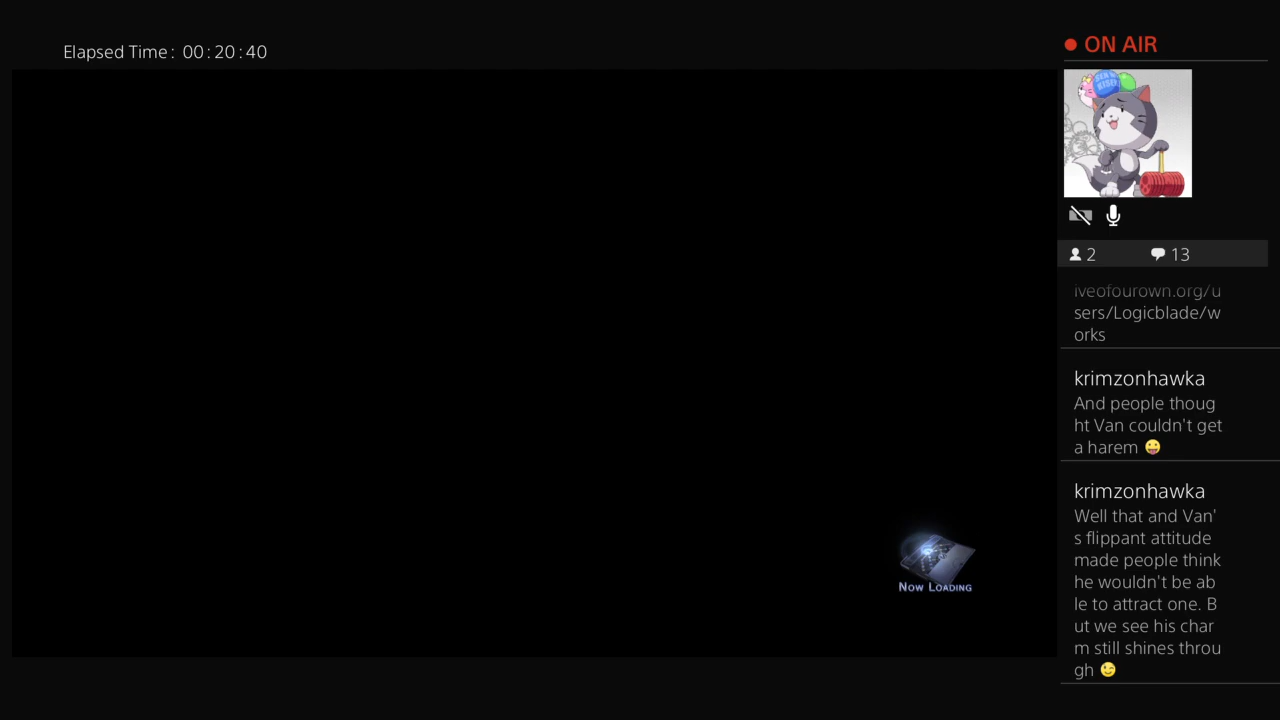 Elapsed Time: 00:20:40
ON AIR
2 13
iveofourown.org/u
sers/Logicblade/w
orks
krimzonhawka
And people thoug
ht Van couldn't get
a harem 😜
krimzonhawka
Well that and Van'
s flippant attitude
made people think
he wouldn't be ab
le to attract one. B
ut we see his char
m still shines throu
gh 😉
NOW LOADING